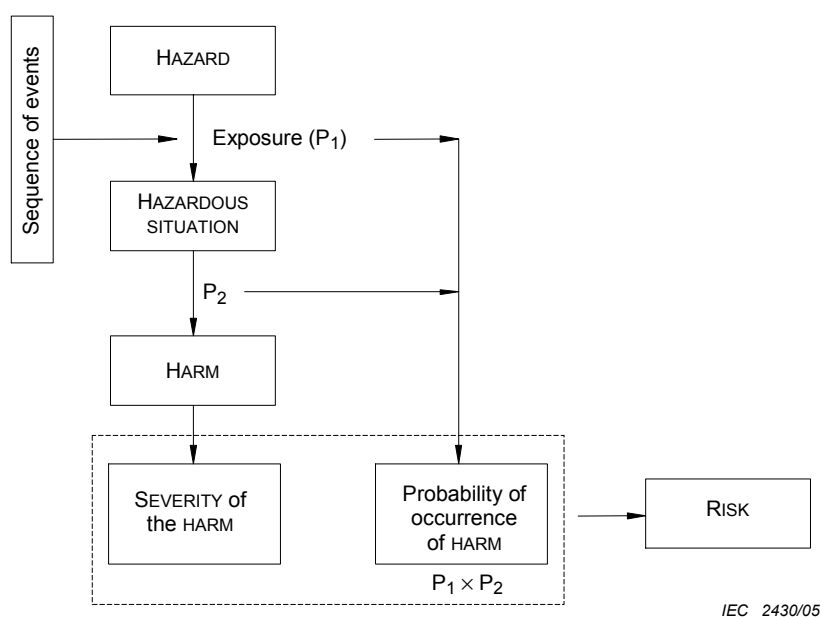 Sequence of events
HAZARD
Exposure (P₁)
HAZARDOUS
SITUATION
P₂
HARM
SEVERITY of
the HARM
Probability of
occurrence
of HARM
P₁ × P₂
RISK
IEC 2430/05